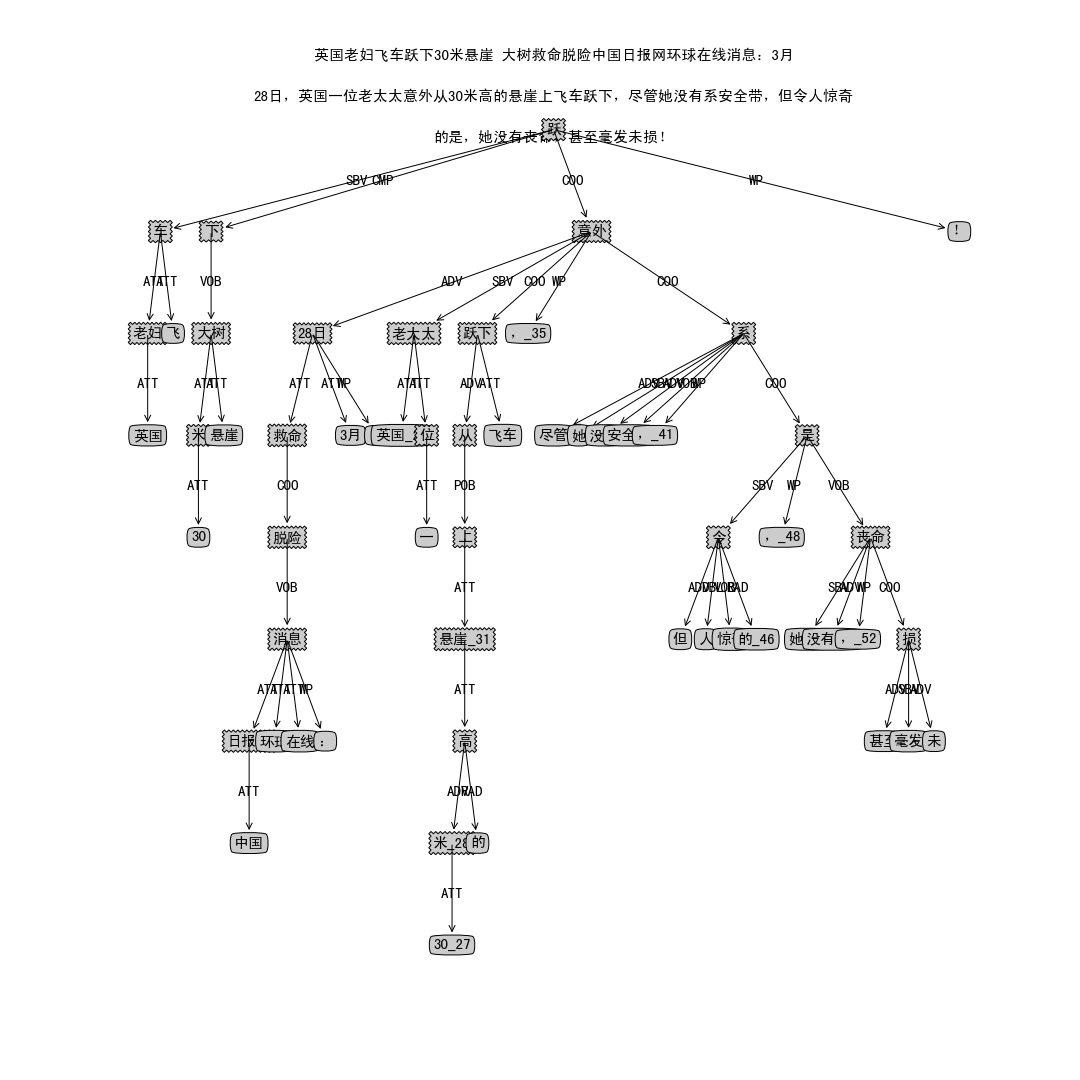 英国老妇飞车跃下30米悬崖 大树救命脱险中国日报网环球在线消息：3月
28日，英国一位老太太意外从30米高的悬崖上飞车跃下，尽管她没有系安全带，但令人惊奇
的是，她没有丧命，甚至毫发未损！
跃
SBV CMP COO WP
车 下 意外 ！
ATT ATT VOB ADV SBV COO WP COO
老妇 飞 大树 28日 老太太 跃下 ，_35 系
ATT ATT ATT ATT ATT WP ATT ATT ADV ATT ADV SBV ADV VOB WP COO
英国 米 悬崖 救命 3月 英国_ 位 从 飞车 尽管 她 没 安全 ，_41 是
ATT COO ATT POB SBV WP VOB
30 脱险 一 上 令 ，_48 丧命
VOB ATT ADV DBL VOB RAD SBV ADV WP COO
消息 悬崖_31 但 人 惊 的_46 她 没有 ，_52 损
ATT ATT ATT WP ATT ADV SBV ADV
日报 环球 在线 ： 高 甚至 毫发 未
ATT ADV RAD
中国 米_28 的
ATT
30_27